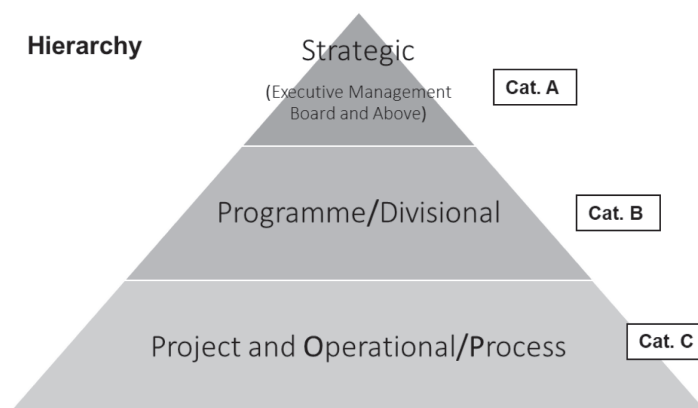 Hierarchy
Strategic
(Executive Management
Board and Above)
Cat. A
Programme/Divisional
Cat. B
Project and Operational/Process
Cat. C